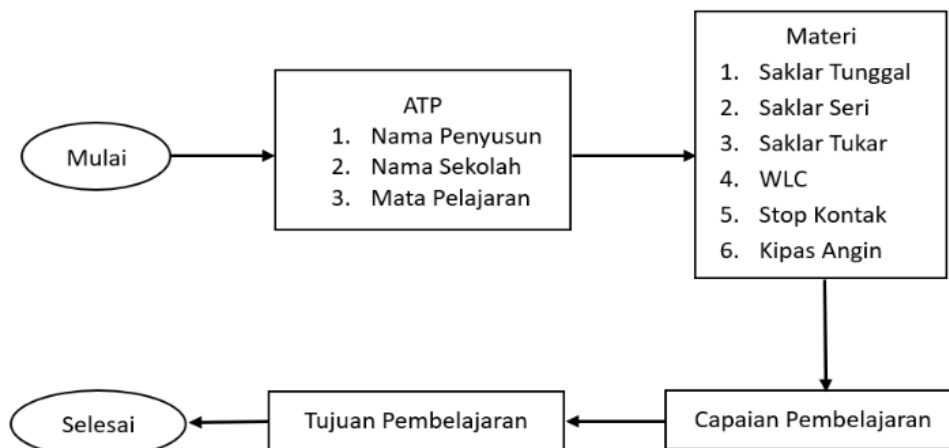 Mulai
ATP
1. Nama Penyusun
2. Nama Sekolah
3. Mata Pelajaran
Materi
1. Saklar Tunggal
2. Saklar Seri
3. Saklar Tukar
4. WLC
5. Stop Kontak
6. Kipas Angin
Capaian Pembelajaran
Tujuan Pembelajaran
Selesai